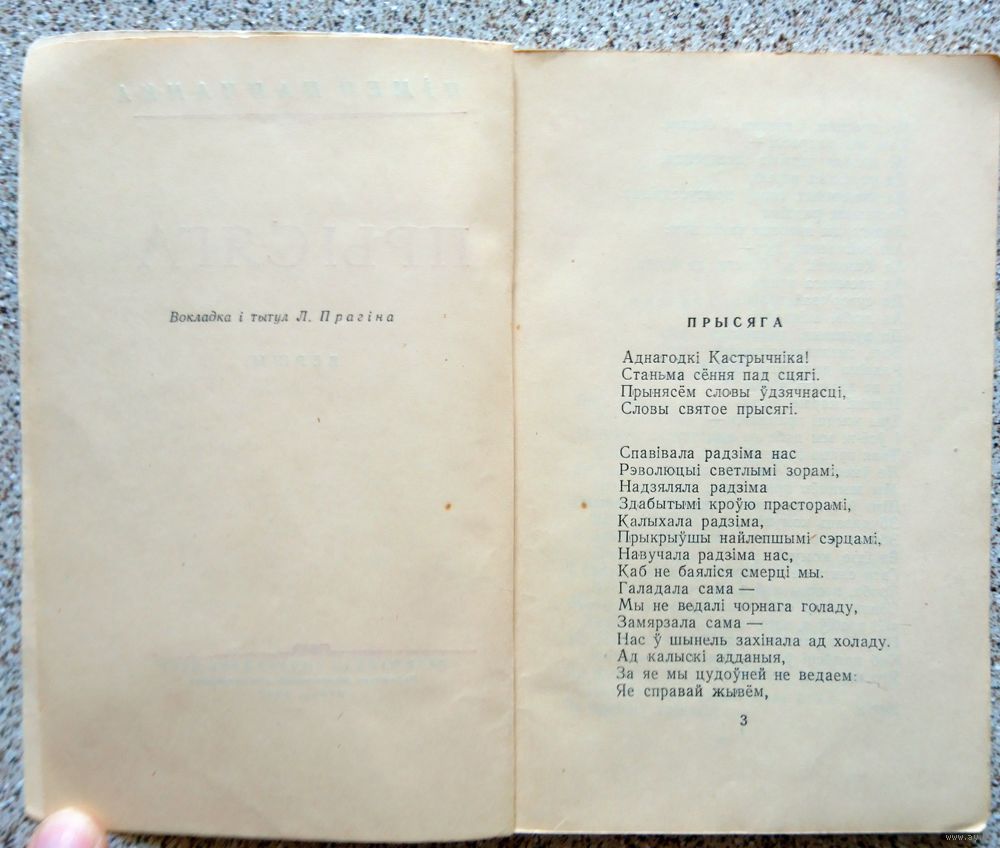 Вокладка і тытул Л. Прагіна
ПРЫСЯГА
Аднагодкі Кастрычніка!
Станьма сёння пад сцягі.
Прынясём словы ўдзячнасці,
Словы святое прысягі.
Спавівала радзіма нас
Рэволюцыі светлымі зорамі,
Надзяляла радзіма
Здабытымі кроўю прасторамі,
Калыхала радзіма,
Прыкрыўшы найлепшымі сэрцамі,
Навучала радзіма нас,
Каб не баяліся смерці мы.
Галадала сама —
Мы не ведалі чорнага голаду,
Замярзала сама —
Нас ў шынель захінала ад холаду.
Ад калыскі адданыя,
За яе мы цудоўней не ведаем:
Яе справай жывём,
3